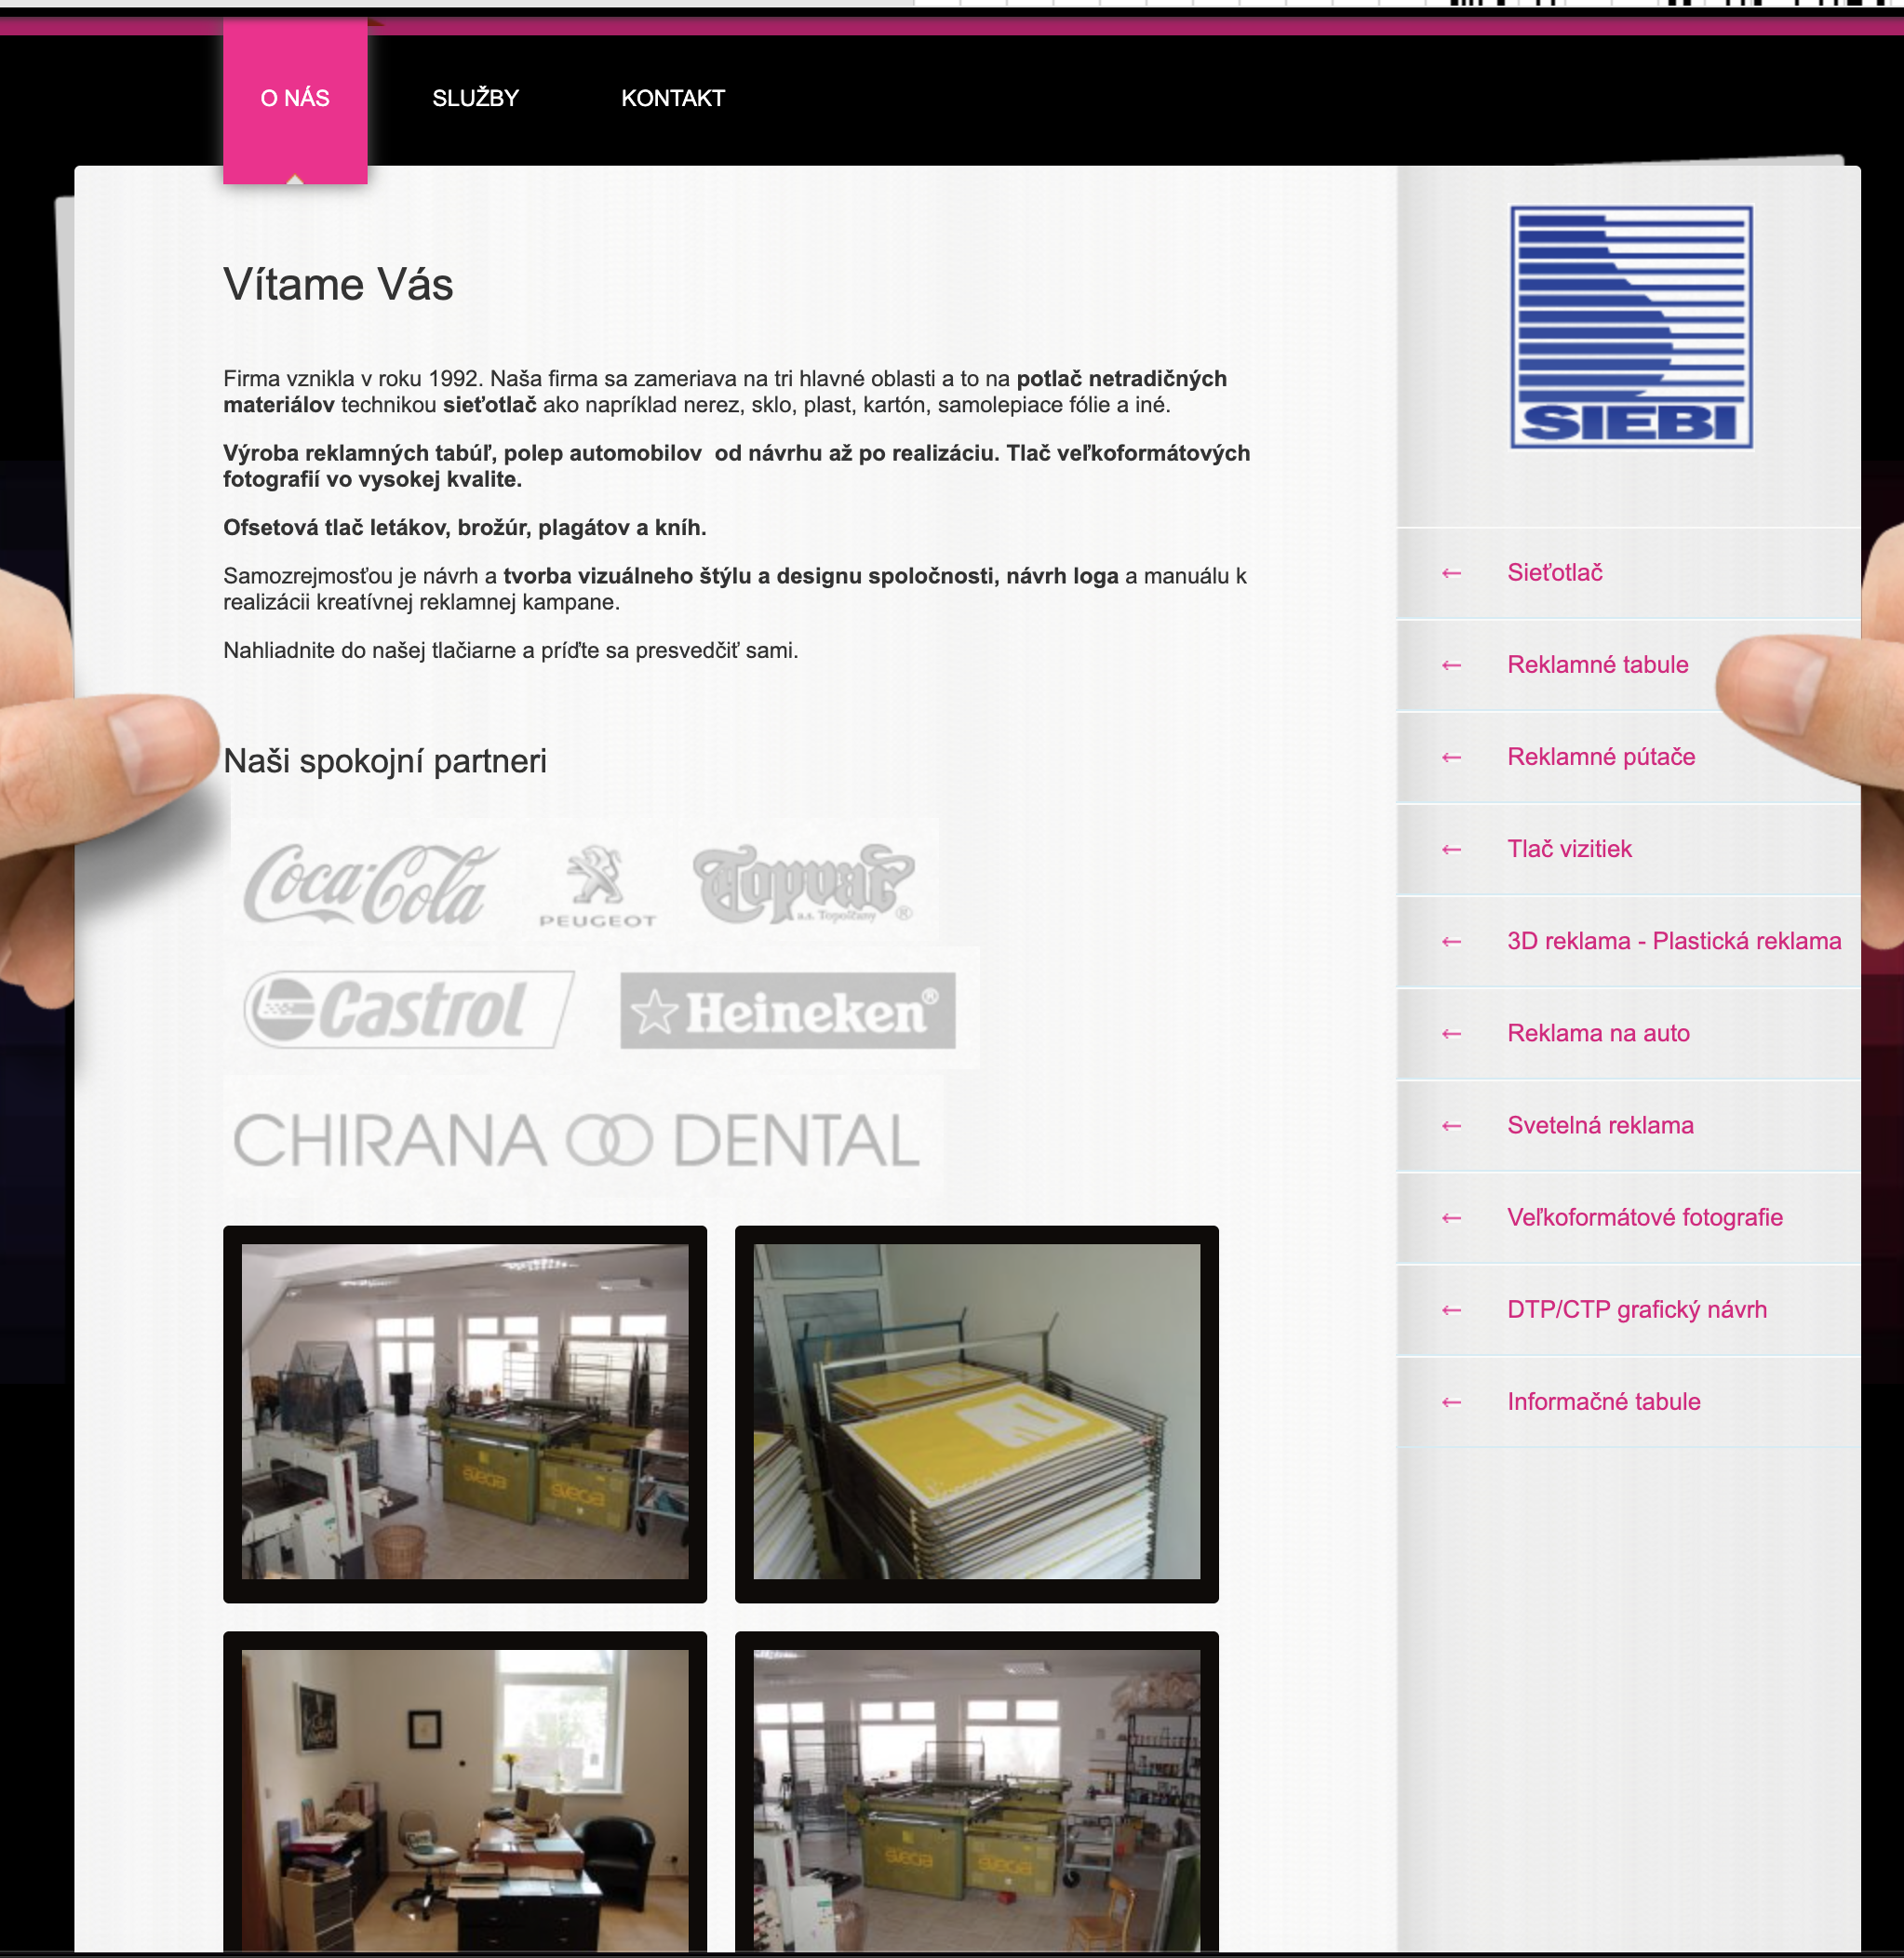 O NÁS
SLUŽBY
KONTAKT
Vítame Vás
Firma vznikla v roku 1992. Naša firma sa zameriava na tri hlavné oblasti a to na potlač netradičných
materiálov technikou sieťotlač ako napríklad nerez, sklo, plast, kartón, samolepiace fólie a iné.
Výroba reklamných tabúľ, polep automobilov  od návrhu až po realizáciu. Tlač veľkoformátových
fotografií vo vysokej kvalite.
Ofsetová tlač letákov, brožúr, plagátov a kníh.
Samozrejmosťou je návrh a tvorba vizuálneho štýlu a designu spoločnosti, návrh loga a manuálu k
realizácii kreatívnej reklamnej kampane.
Nahliadnite do našej tlačiarne a príďte sa presvedčiť sami.
Naši spokojní partneri
Coca-Cola
PEUGEOT
Topvar®
a.s. Topoľčany
Castrol
Heineken®
CHIRANA DENTAL
svecia
svecia
svecia
svecia
SIEBI
← Sieťotlač
← Reklamné tabule
← Reklamné pútače
← Tlač vizitiek
← 3D reklama - Plastická reklama
← Reklama na auto
← Svetelná reklama
← Veľkoformátové fotografie
← DTP/CTP grafický návrh
← Informačné tabule